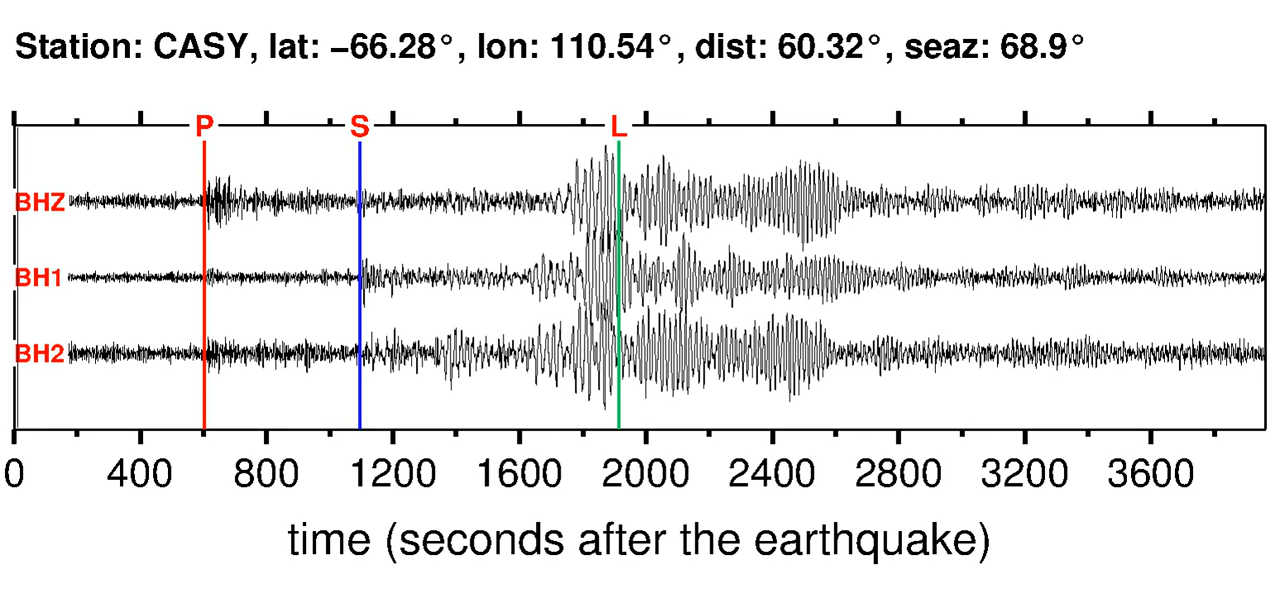 Station: CASY, lat: −66.28°, lon: 110.54°, dist: 60.32°, seaz: 68.9°
P S L
BHZ
BH1
BH2
0 400 800 1200 1600 2000 2400 2800 3200 3600
time (seconds after the earthquake)